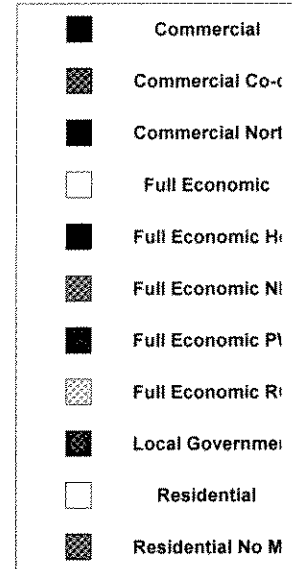 Commercial
Commercial Co-
Commercial Nort
Full Economic
Full Economic H
Full Economic N
Full Economic P
Full Economic R
Local Governme
Residential
Residential No M